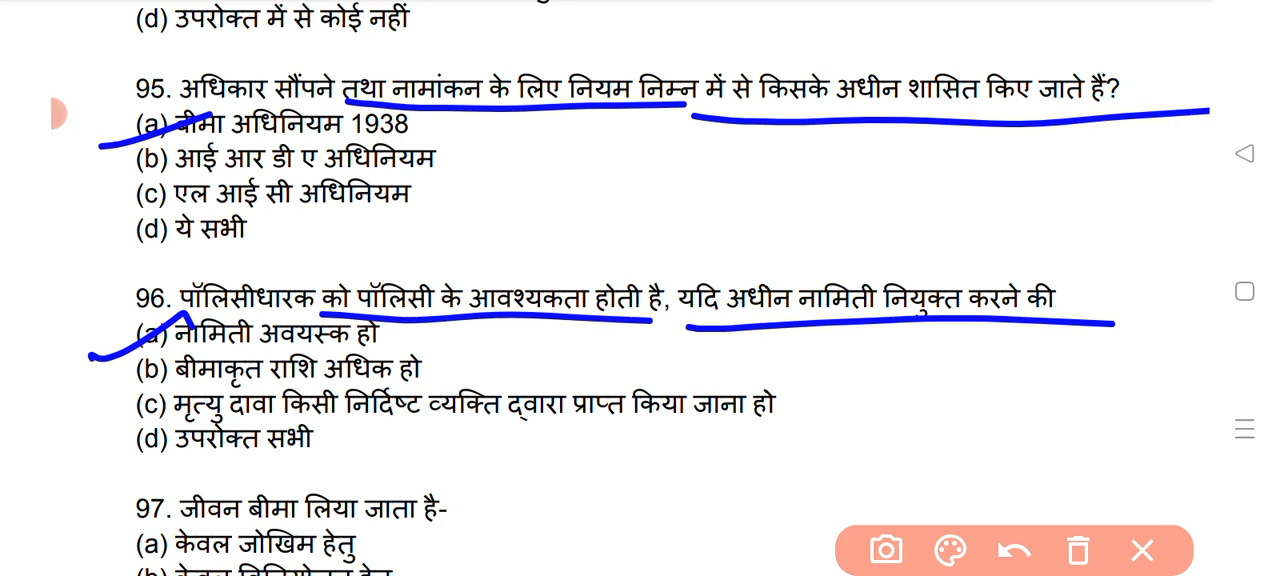 (d) उपरोक्त में से कोई नहीं
95. अधिकार सौंपने तथा नामांकन के लिए नियम निम्न में से किसके अधीन शासित किए जाते हैं?
(a) बीमा अधिनियम 1938
(b) आई आर डी ए अधिनियम
(c) एल आई सी अधिनियम
(d) ये सभी
96. पॉलिसीधारक को पॉलिसी के आवश्यकता होती है, यदि अधीन नामिती नियुक्त करने की
(a) नामिती अवयस्क हो
(b) बीमाकृत राशि अधिक हो
(c) मृत्यु दावा किसी निर्दिष्ट व्यक्ति द्वारा प्राप्त किया जाना हो
(d) उपरोक्त सभी
97. जीवन बीमा लिया जाता है-
(a) केवल जोखिम हेतु